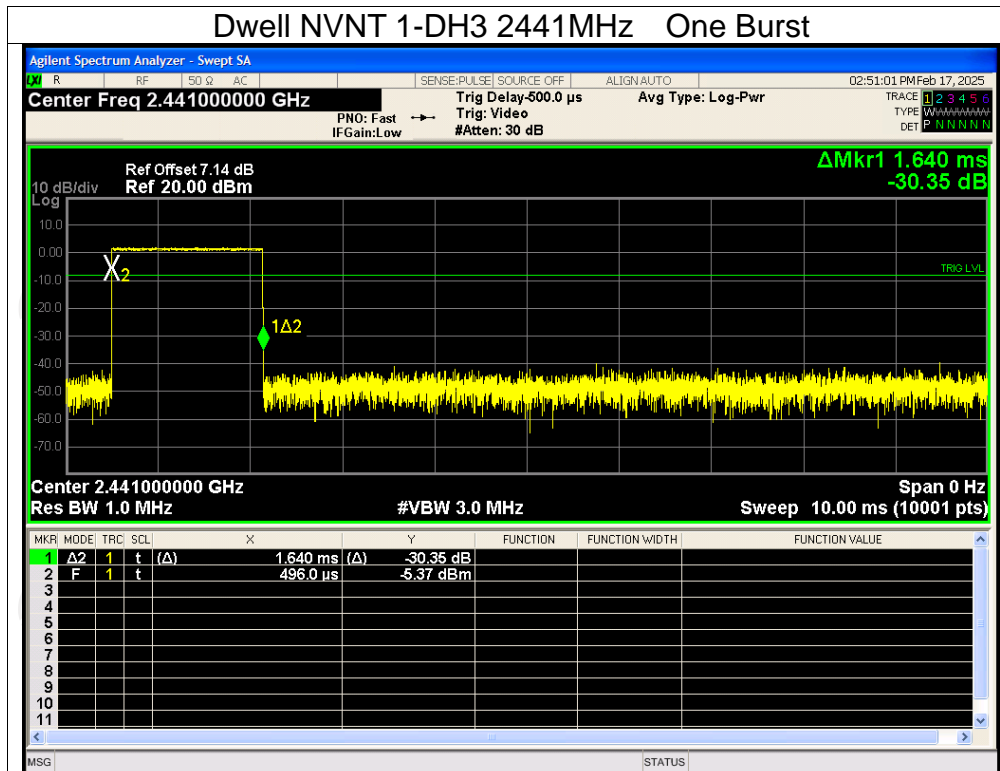 Dwell NVNT 1-DH3 2441MHz One Burst
Agilent Spectrum Analyzer - Swept SA
LXI R RF 50 Ω AC SENSE:PULSE SOURCE OFF ALIGN AUTO 02:51:01 PM Feb 17, 2025
Center Freq 2.441000000 GHz Trig Delay-500.0 µs Avg Type: Log-Pwr TRACE 1 2 3 4 5 6
PNO: Fast Trig: Video TYPE WWWWWW
IFGain:Low #Atten: 30 dB DET P N N N N N
ΔMkr1 1.640 ms
Ref Offset 7.14 dB
10 dB/div Ref 20.00 dBm -30.35 dB
Log
10.0
0.00
2
TRIG LVL
-10.0
-20.0
1Δ2
-30.0
-40.0
-50.0
-60.0
-70.0
Center 2.441000000 GHz Span 0 Hz
Res BW 1.0 MHz #VBW 3.0 MHz Sweep 10.00 ms (10001 pts)
MKR MODE TRC SCL X Y FUNCTION FUNCTION WIDTH FUNCTION VALUE
1 Δ2 1 t (Δ) 1.640 ms (Δ) -30.35 dB
2 F 1 t 496.0 µs -5.37 dBm
3
4
5
6
7
8
9
10
11
MSG STATUS